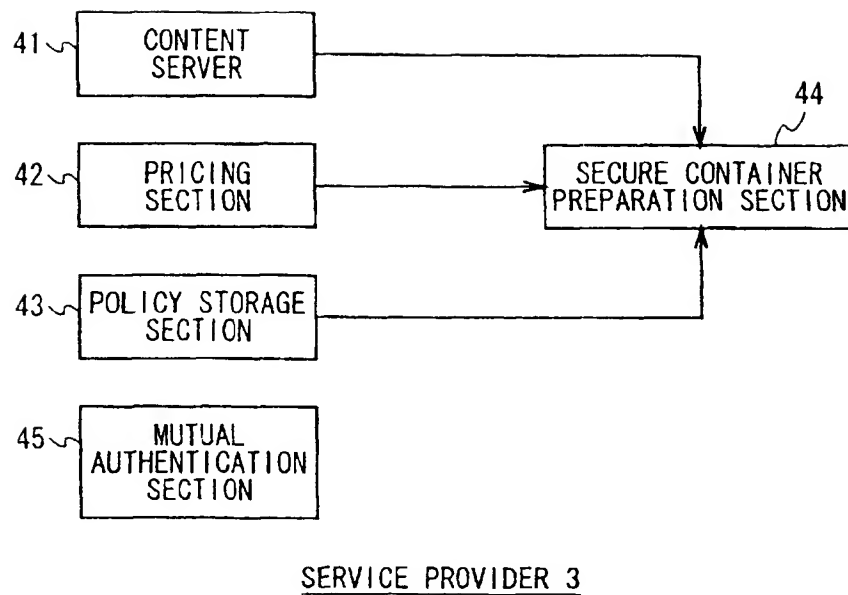 41
CONTENT
SERVER
44
42
PRICING
SECTION
SECURE CONTAINER
PREPARATION SECTION
43
POLICY STORAGE
SECTION
45
MUTUAL
AUTHENTICATION
SECTION
SERVICE PROVIDER 3